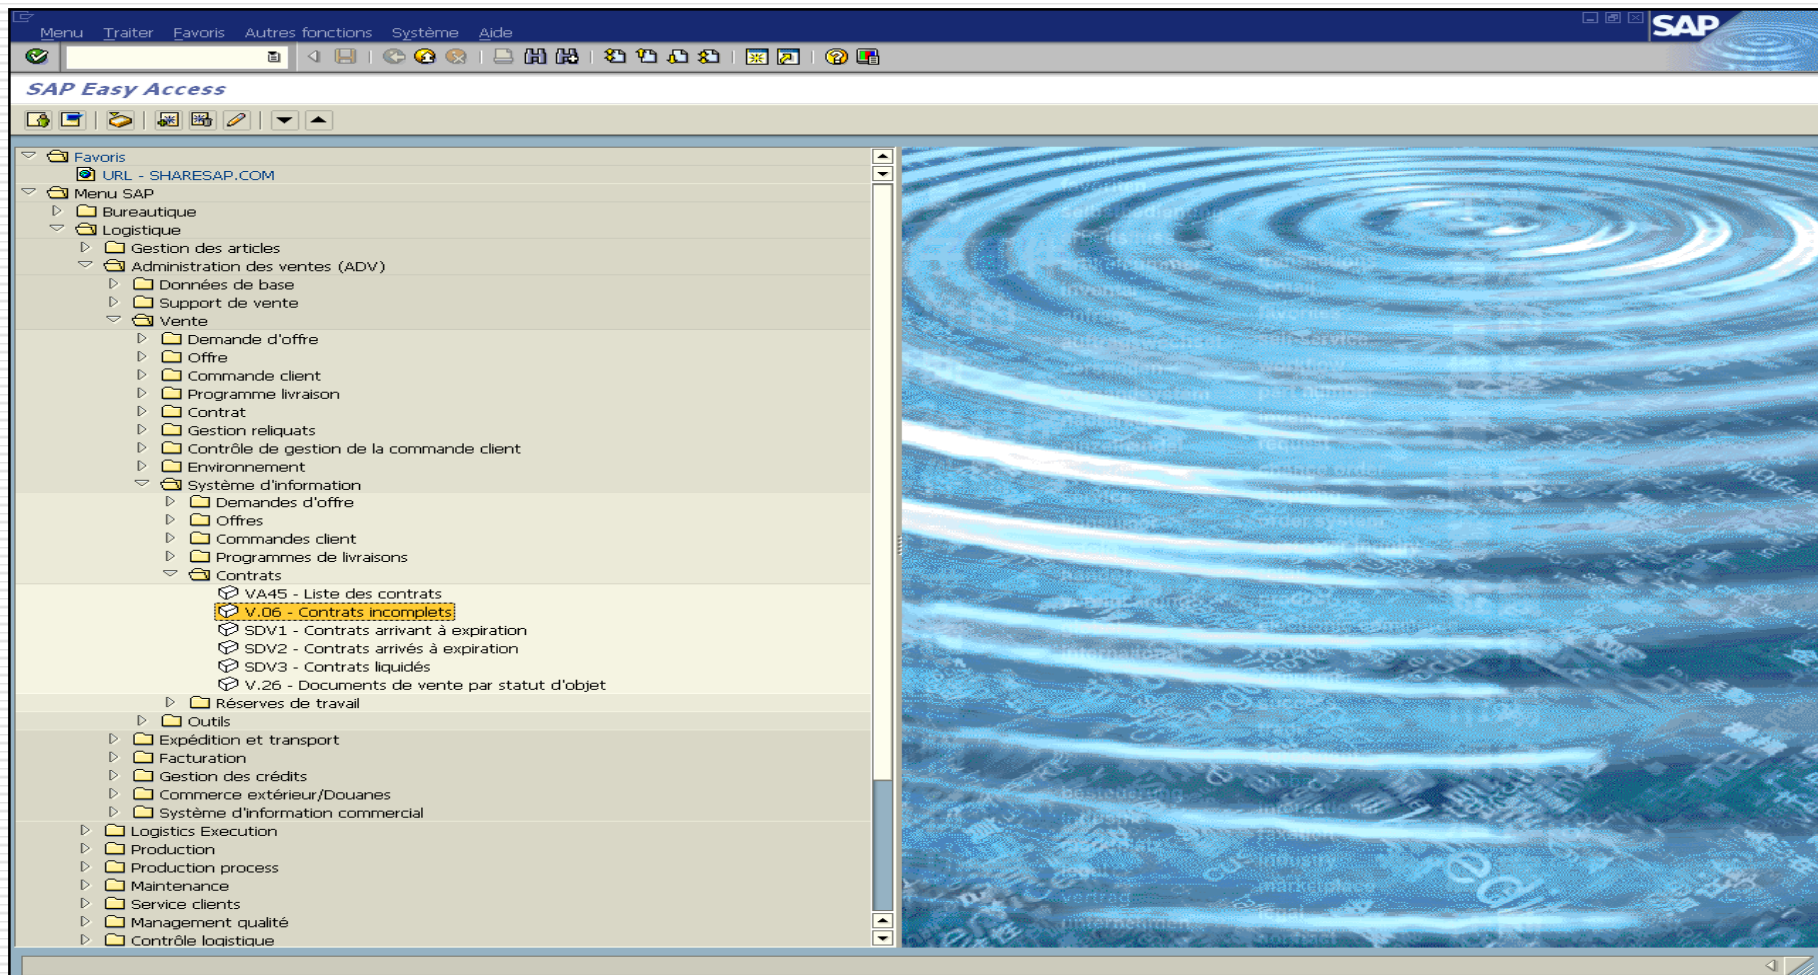 Menu Traiter Favoris Autres fonctions Système Aide
SAP
SAP Easy Access
Favoris
URL - SHARESAP.COM
Menu SAP
Bureautique
Logistique
Gestion des articles
Administration des ventes (ADV)
Données de base
Support de vente
Vente
Demande d'offre
Offre
Commande client
Programme livraison
Contrat
Gestion reliquats
Contrôle de gestion de la commande client
Environnement
Système d'information
Demandes d'offre
Offres
Commandes client
Programmes de livraisons
Contrats
VA45 - Liste des contrats
V.06 - Contrats incomplets
SDV1 - Contrats arrivant à expiration
SDV2 - Contrats arrivés à expiration
SDV3 - Contrats liquidés
V.26 - Documents de vente par statut d'objet
Réserves de travail
Outils
Expédition et transport
Facturation
Gestion des crédits
Commerce extérieur/Douanes
Système d'information commercial
Logistics Execution
Production
Production process
Maintenance
Service clients
Management qualité
Contrôle logistique